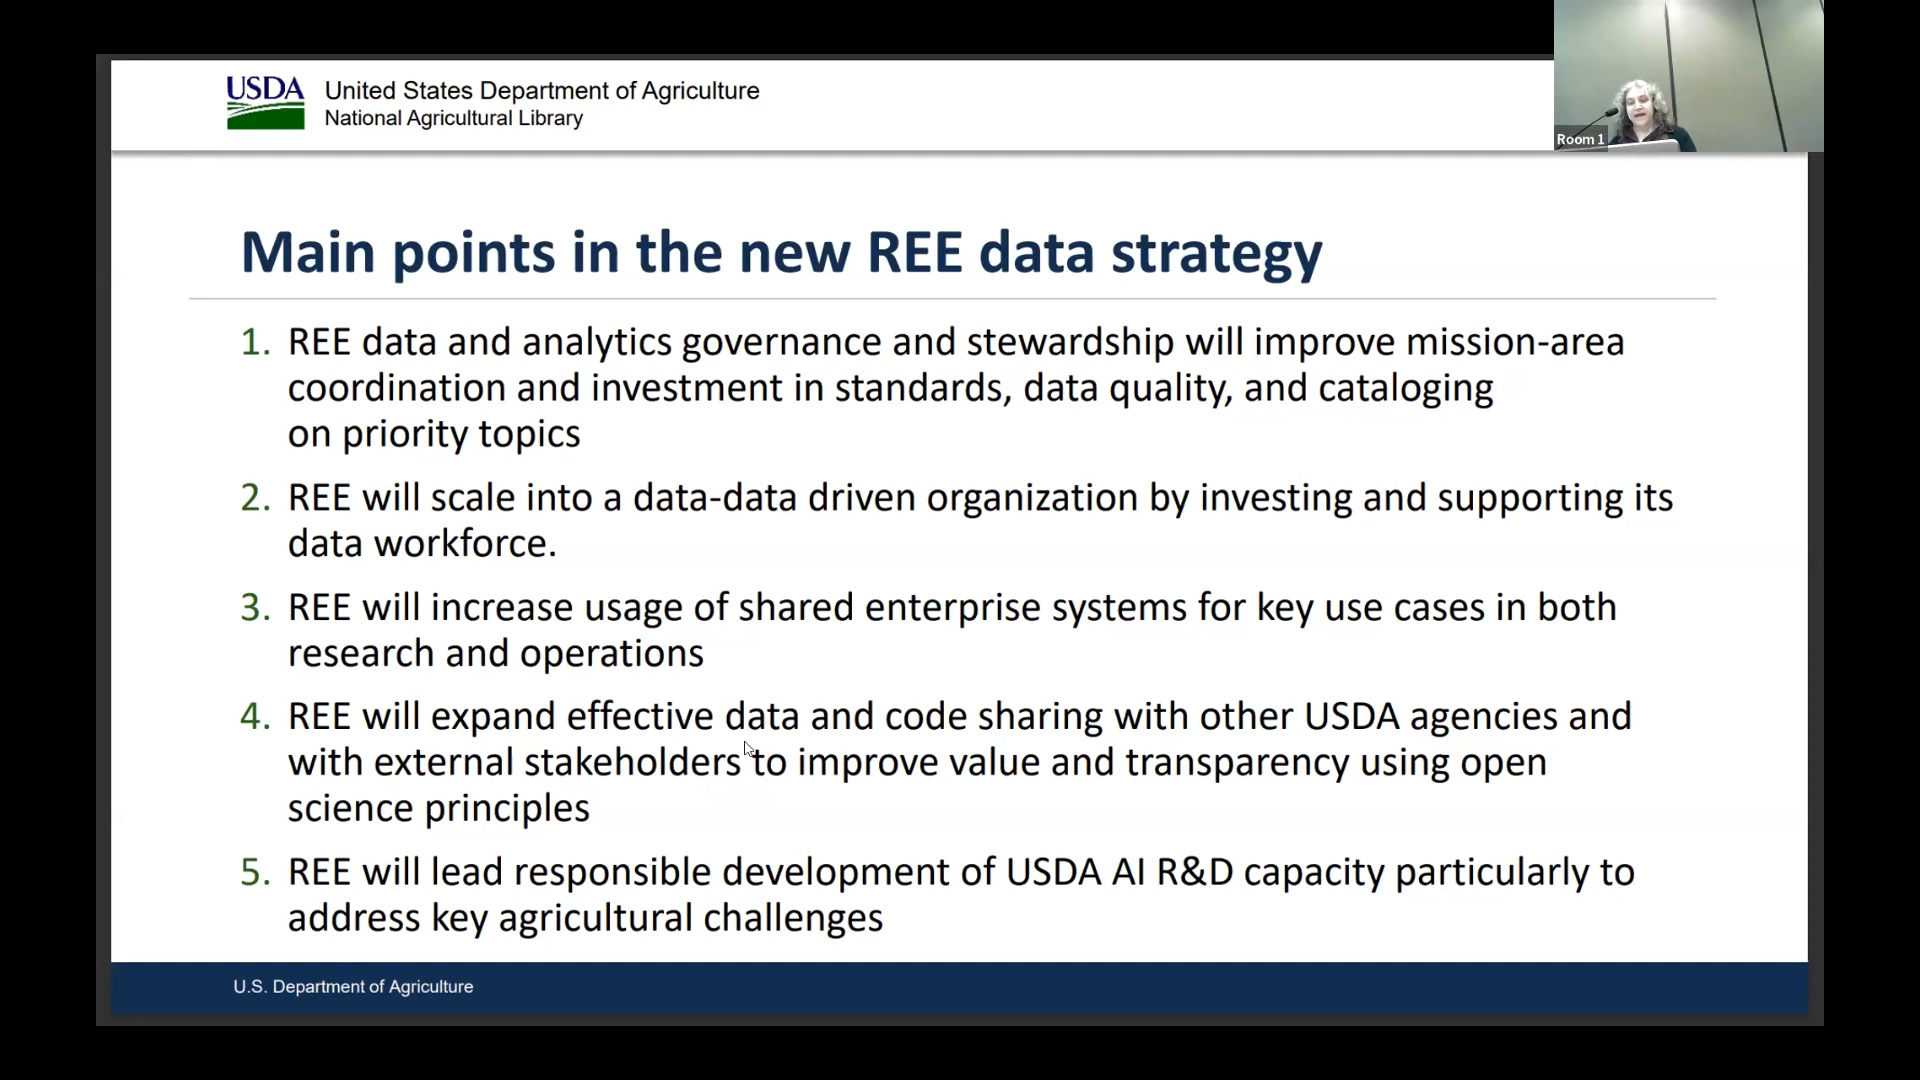 USDA
United States Department of Agriculture
National Agricultural Library
Room 1
Main points in the new REE data strategy
1. REE data and analytics governance and stewardship will improve mission-area
coordination and investment in standards, data quality, and cataloging
on priority topics
2. REE will scale into a data-data driven organization by investing and supporting its
data workforce.
3. REE will increase usage of shared enterprise systems for key use cases in both
research and operations
4. REE will expand effective data and code sharing with other USDA agencies and
with external stakeholders to improve value and transparency using open
science principles
5. REE will lead responsible development of USDA AI R&D capacity particularly to
address key agricultural challenges
U.S. Department of Agriculture